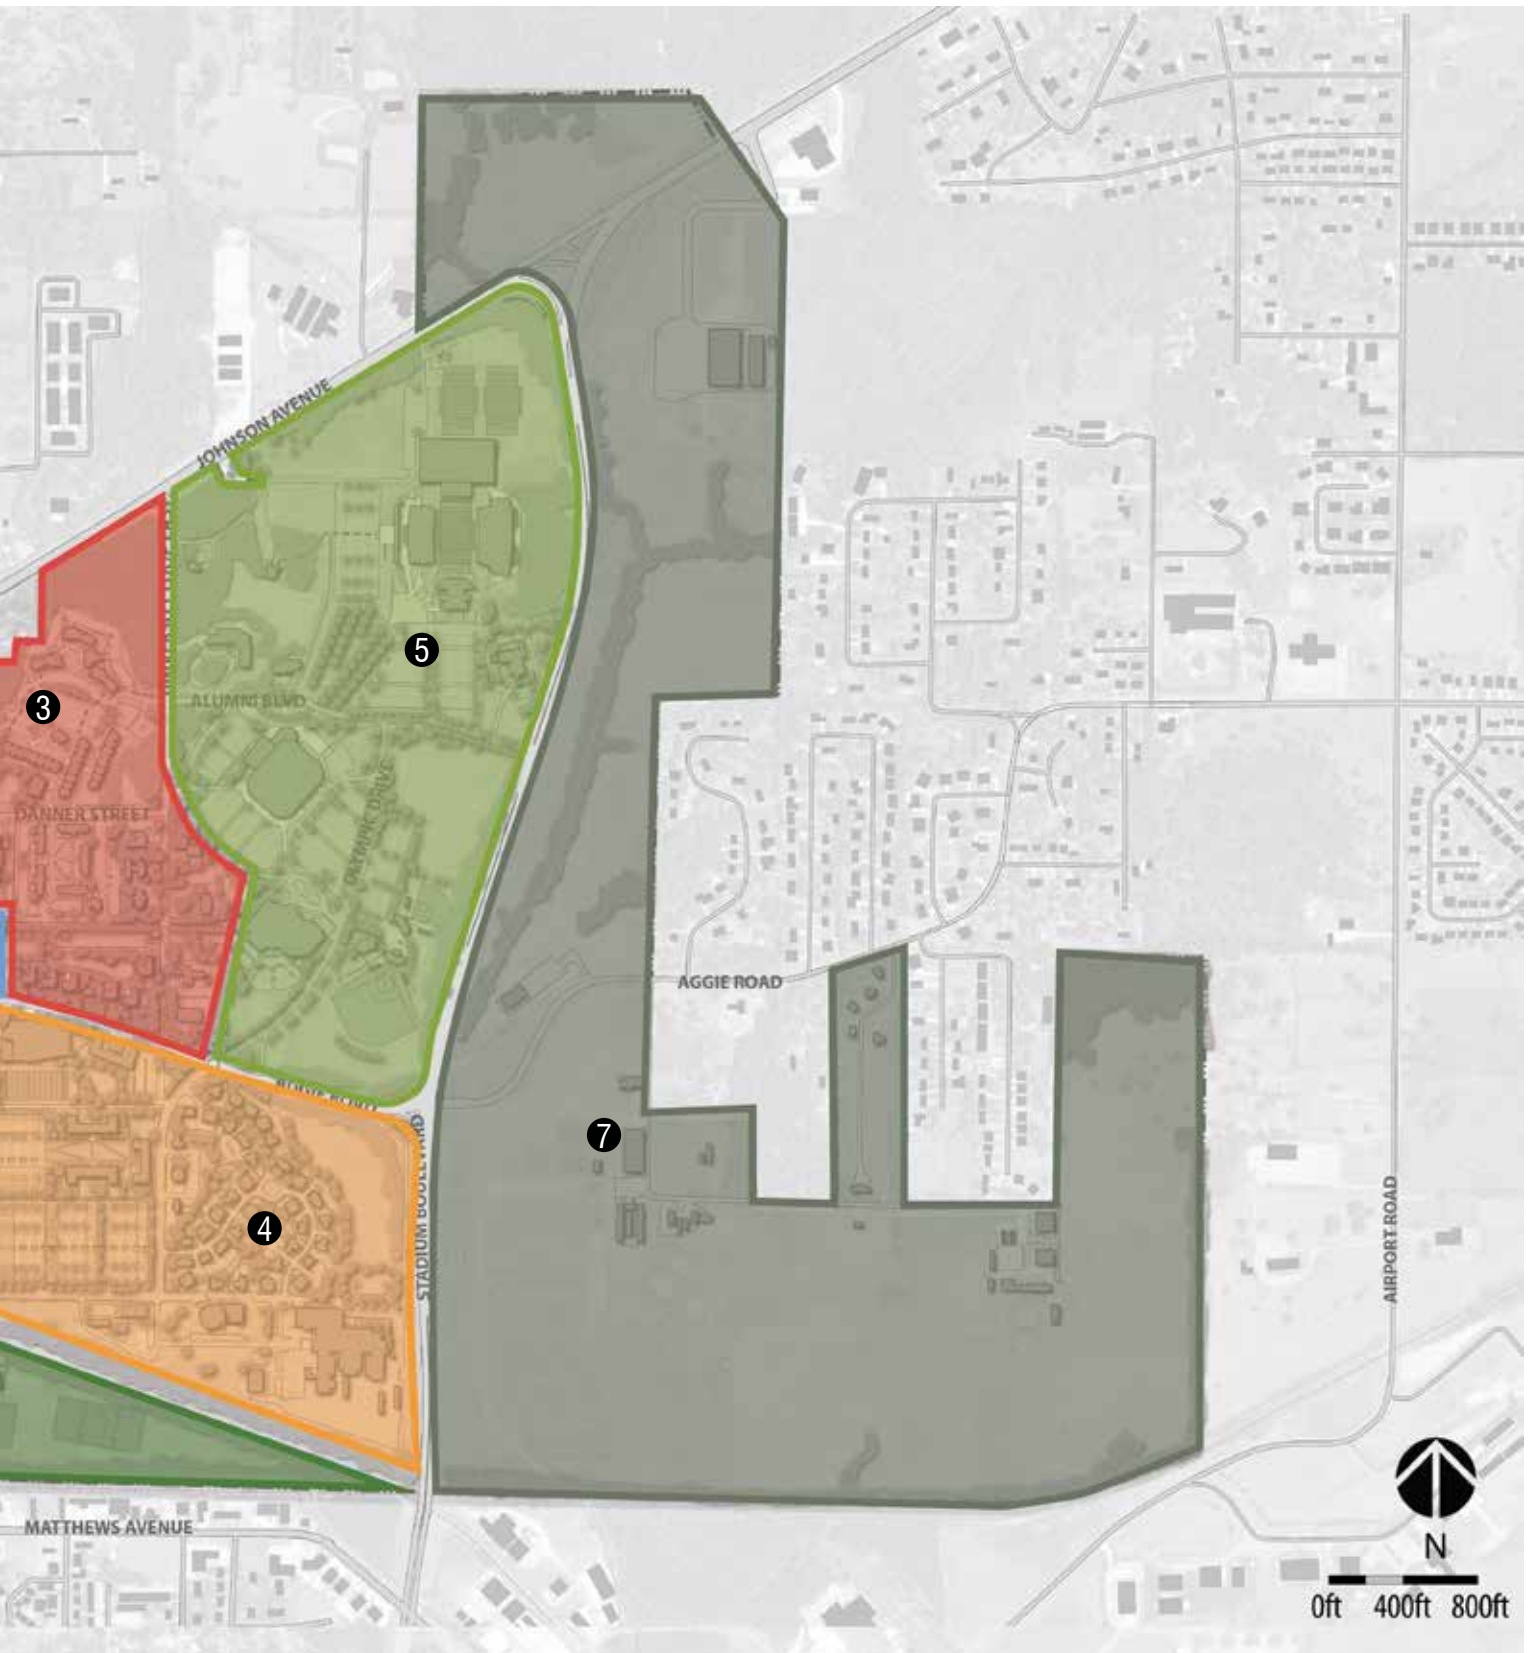 JOHNSON AVENUE
5
ALUMNI BLVD
3
OLYMPIC DRIVE
DANNER STREET
AGGIE ROAD
7
STADIUM BOULEVARD
4
AIRPORT ROAD
MATTHEWS AVENUE
N
0ft 400ft 800ft